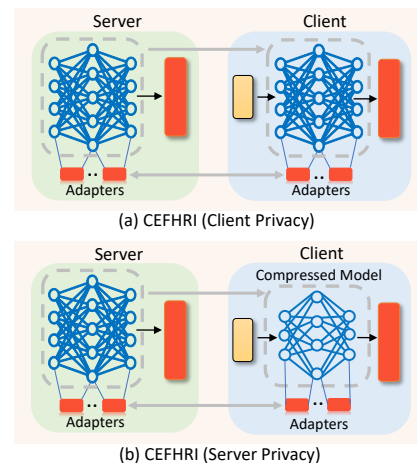 Server
Client
Adapters
Adapters
(a) CEFHRI (Client Privacy)
Server
Client
Compressed Model
Adapters
Adapters
(b) CEFHRI (Server Privacy)